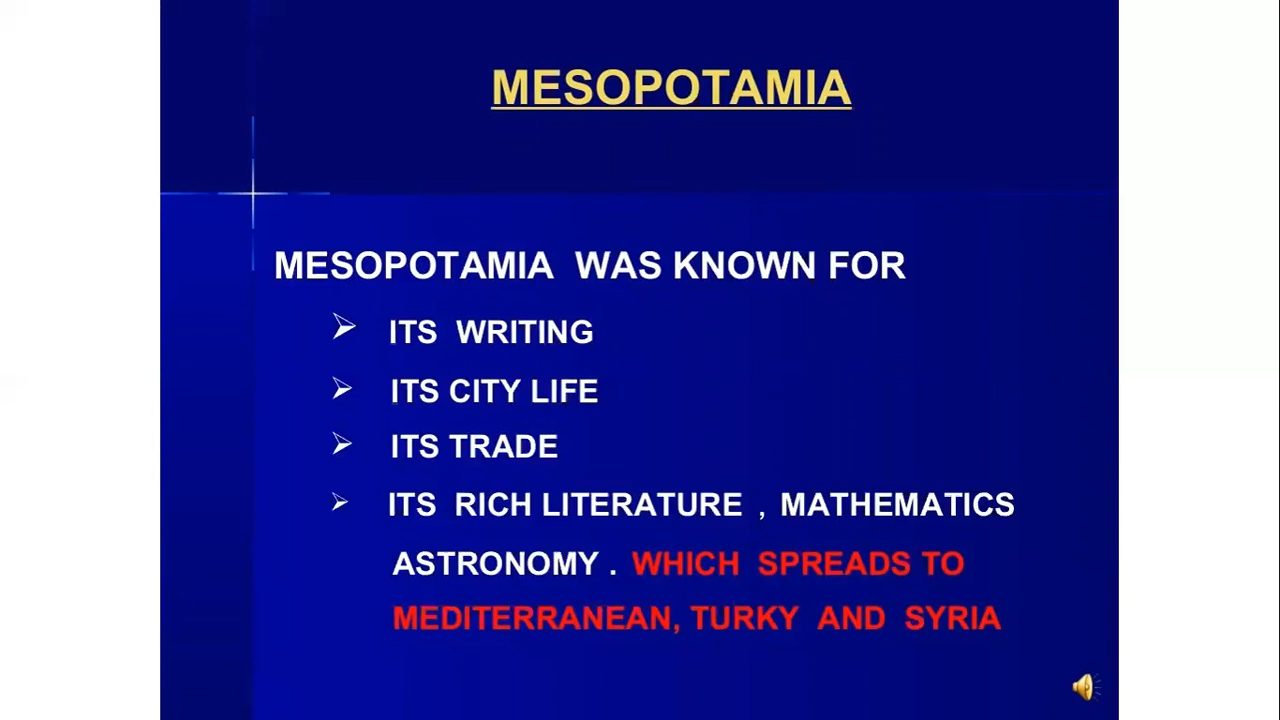 MESOPOTAMIA
MESOPOTAMIA WAS KNOWN FOR
ITS WRITING
ITS CITY LIFE
ITS TRADE
ITS RICH LITERATURE , MATHEMATICS
ASTRONOMY . WHICH SPREADS TO
MEDITERRANEAN, TURKY AND SYRIA